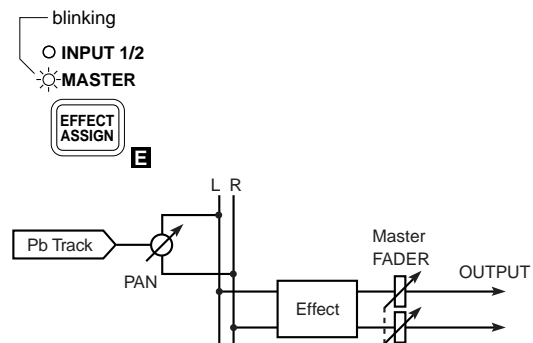 blinking
INPUT 1/2
MASTER
EFFECT
ASSIGN
E
L R
Pb Track
PAN
Master
FADER
OUTPUT
Effect